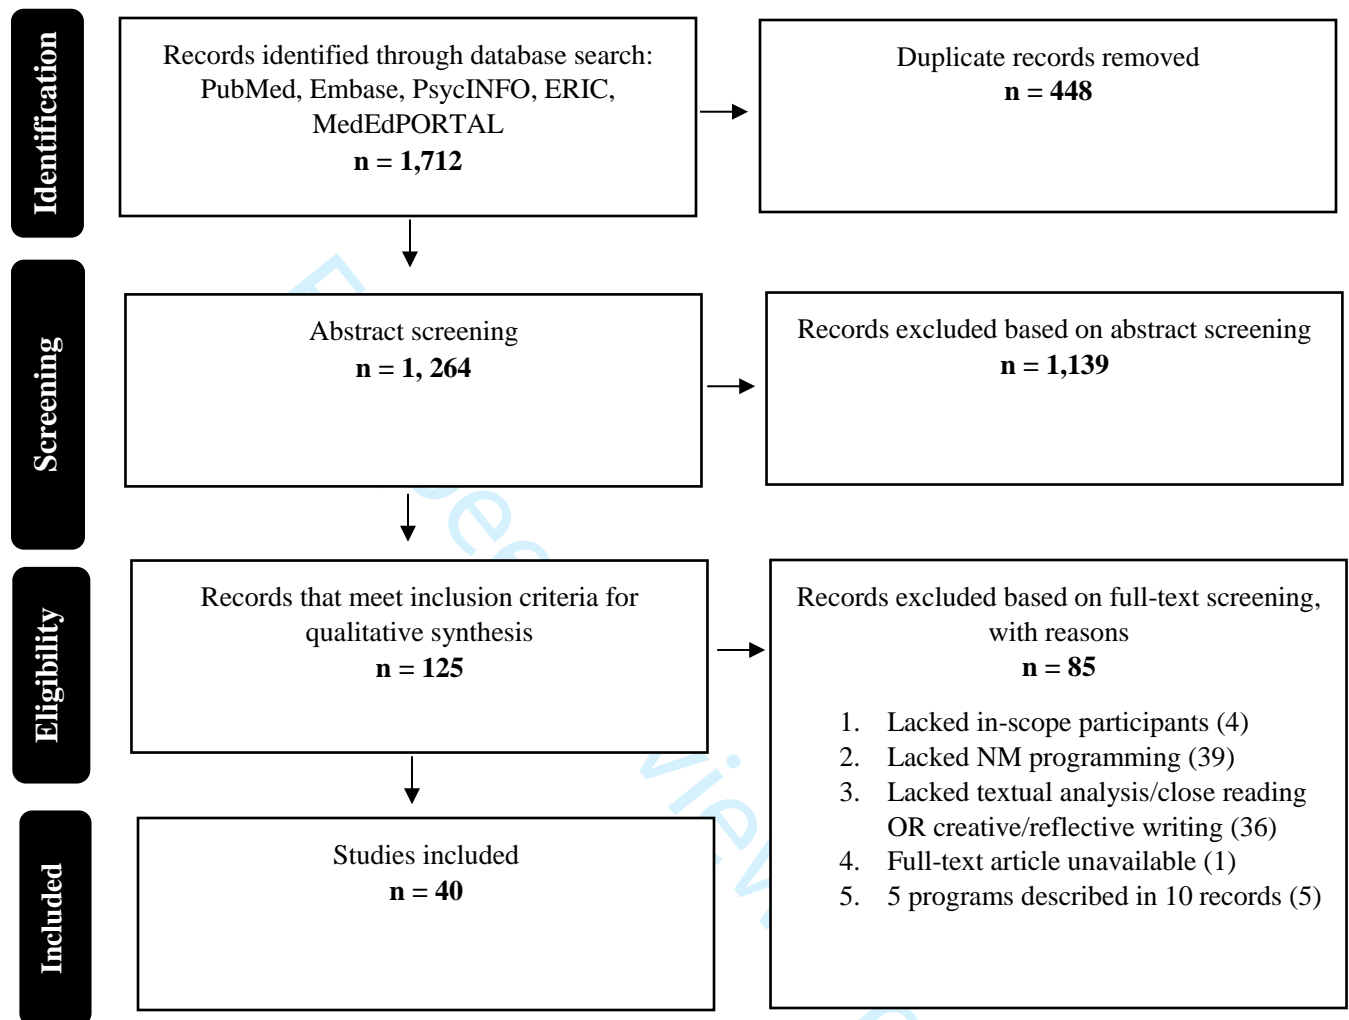 Identification
Records identified through database search:
PubMed, Embase, PsycINFO, ERIC,
MedEdPORTAL
n = 1,712
Duplicate records removed
n = 448
Screening
Abstract screening
n = 1, 264
Records excluded based on abstract screening
n = 1,139
Eligibility
Records that meet inclusion criteria for
qualitative synthesis
n = 125
Records excluded based on full-text screening,
with reasons
n = 85
1. Lacked in-scope participants (4)
2. Lacked NM programming (39)
3. Lacked textual analysis/close reading
OR creative/reflective writing (36)
4. Full-text article unavailable (1)
5. 5 programs described in 10 records (5)
Included
Studies included
n = 40